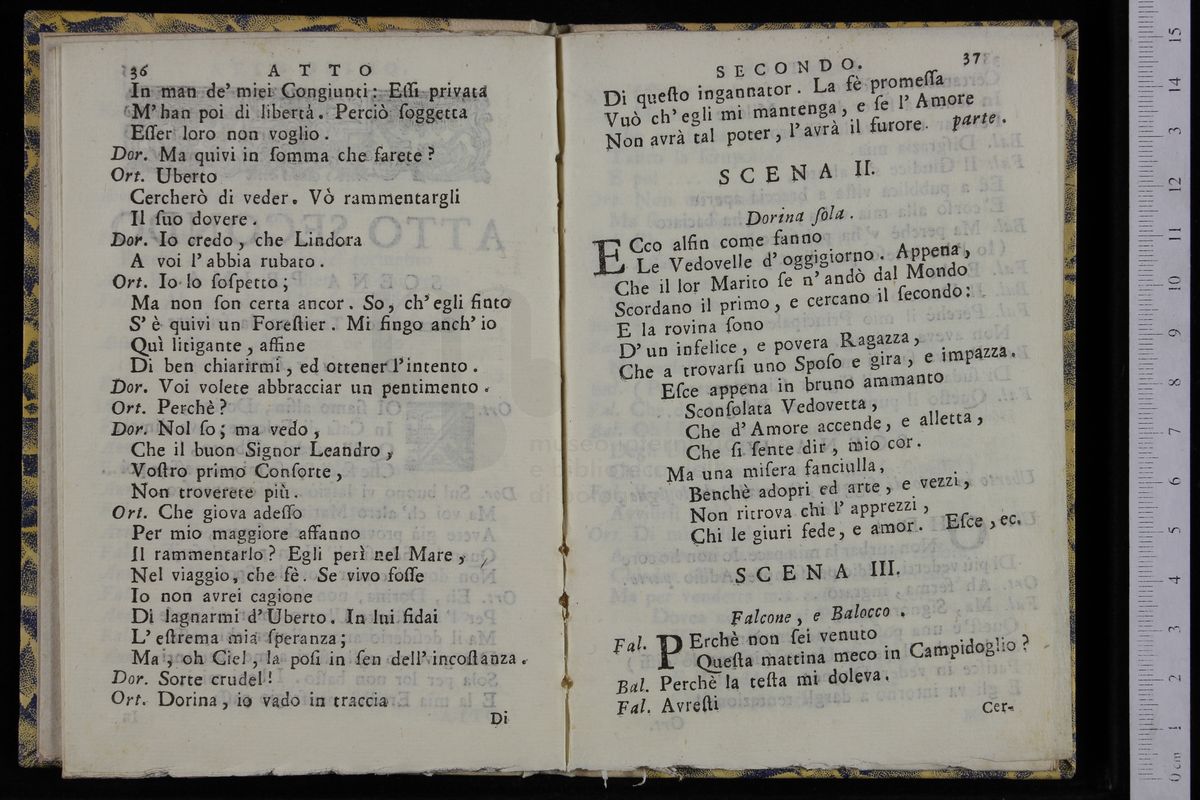 36 ATTO
In man de' miei Congiunti: Eſſi privata
M'han poi di libertà. Perciò ſoggetta
Eſſer loro non voglio.
Dor. Ma quivi in ſomma che farete?
Ort. Uberto
Cercherò di veder. Vò rammentargli
Il ſuo dovere.
Dor. Io credo, che Lindora
A voi l'abbia rubato.
Ort. Io lo ſoſpetto;
Ma non ſon certa ancor. So, ch'egli finto
S'è quivi un Foreſtier. Mi fingo anch'io
Quì litigante, affine
Di ben chiarirmi, ed ottener l'intento.
Dor. Voi volete abbracciar un pentimento.
Ort. Perchè?
Dor. Nol ſo; ma vedo,
Che il buon Signor Leandro,
Voſtro primo Conſorte,
Non troverete più.
Ort. Che giova adeſſo
Per mio maggiore affanno
Il rammentarlo? Egli perì nel Mare,
Nel viaggio, che fè. Se vivo foſſe
Io non avrei cagione
Di lagnarmi d'Uberto. In lui fidai
L'eſtrema mia ſperanza;
Ma, oh Ciel, la poſi in ſen dell'incoſtanza.
Dor. Sorte crudel!
Ort. Dorina, io vado in traccia
Di
SECONDO. 37
Di queſto ingannator. La fè promeſſa
Vuò ch'egli mi mantenga, e ſe l'Amore
Non avrà tal poter, l'avrà il furore. parte.
SCENA II.
Dorina ſola.
ECco alfin come fanno
Le Vedovelle d'oggigiorno. Appena,
Che il lor Marito ſe n'andò dal Mondo
Scordano il primo, e cercano il ſecondo:
E la rovina ſono
D'un infelice, e povera Ragazza,
Che a trovarſi uno Spoſo e gira, e impazza.
Eſce appena in bruno ammanto
Sconſolata Vedovetta,
Che d'Amore accende, e alletta,
Che ſi ſente dir, mio cor.
Ma una miſera fanciulla,
Benchè adopri ed arte, e vezzi,
Non ritrova chi l'apprezzi,
Chi le giuri fede, e amor. Eſce, ec.
SCENA III.
Falcone, e Balocco.
Fal. PErchè non ſei venuto
Queſta mattina meco in Campidoglio?
Bal. Perchè la teſta mi doleva.
Fal. Avreſti
Cer-